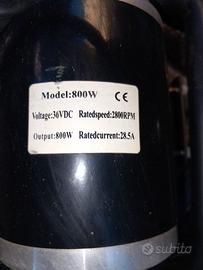 Model:800W CE
Voltage:36VDC Ratedspeed:2800RPM
Output:800W Ratedcurrent:28.5A
subito